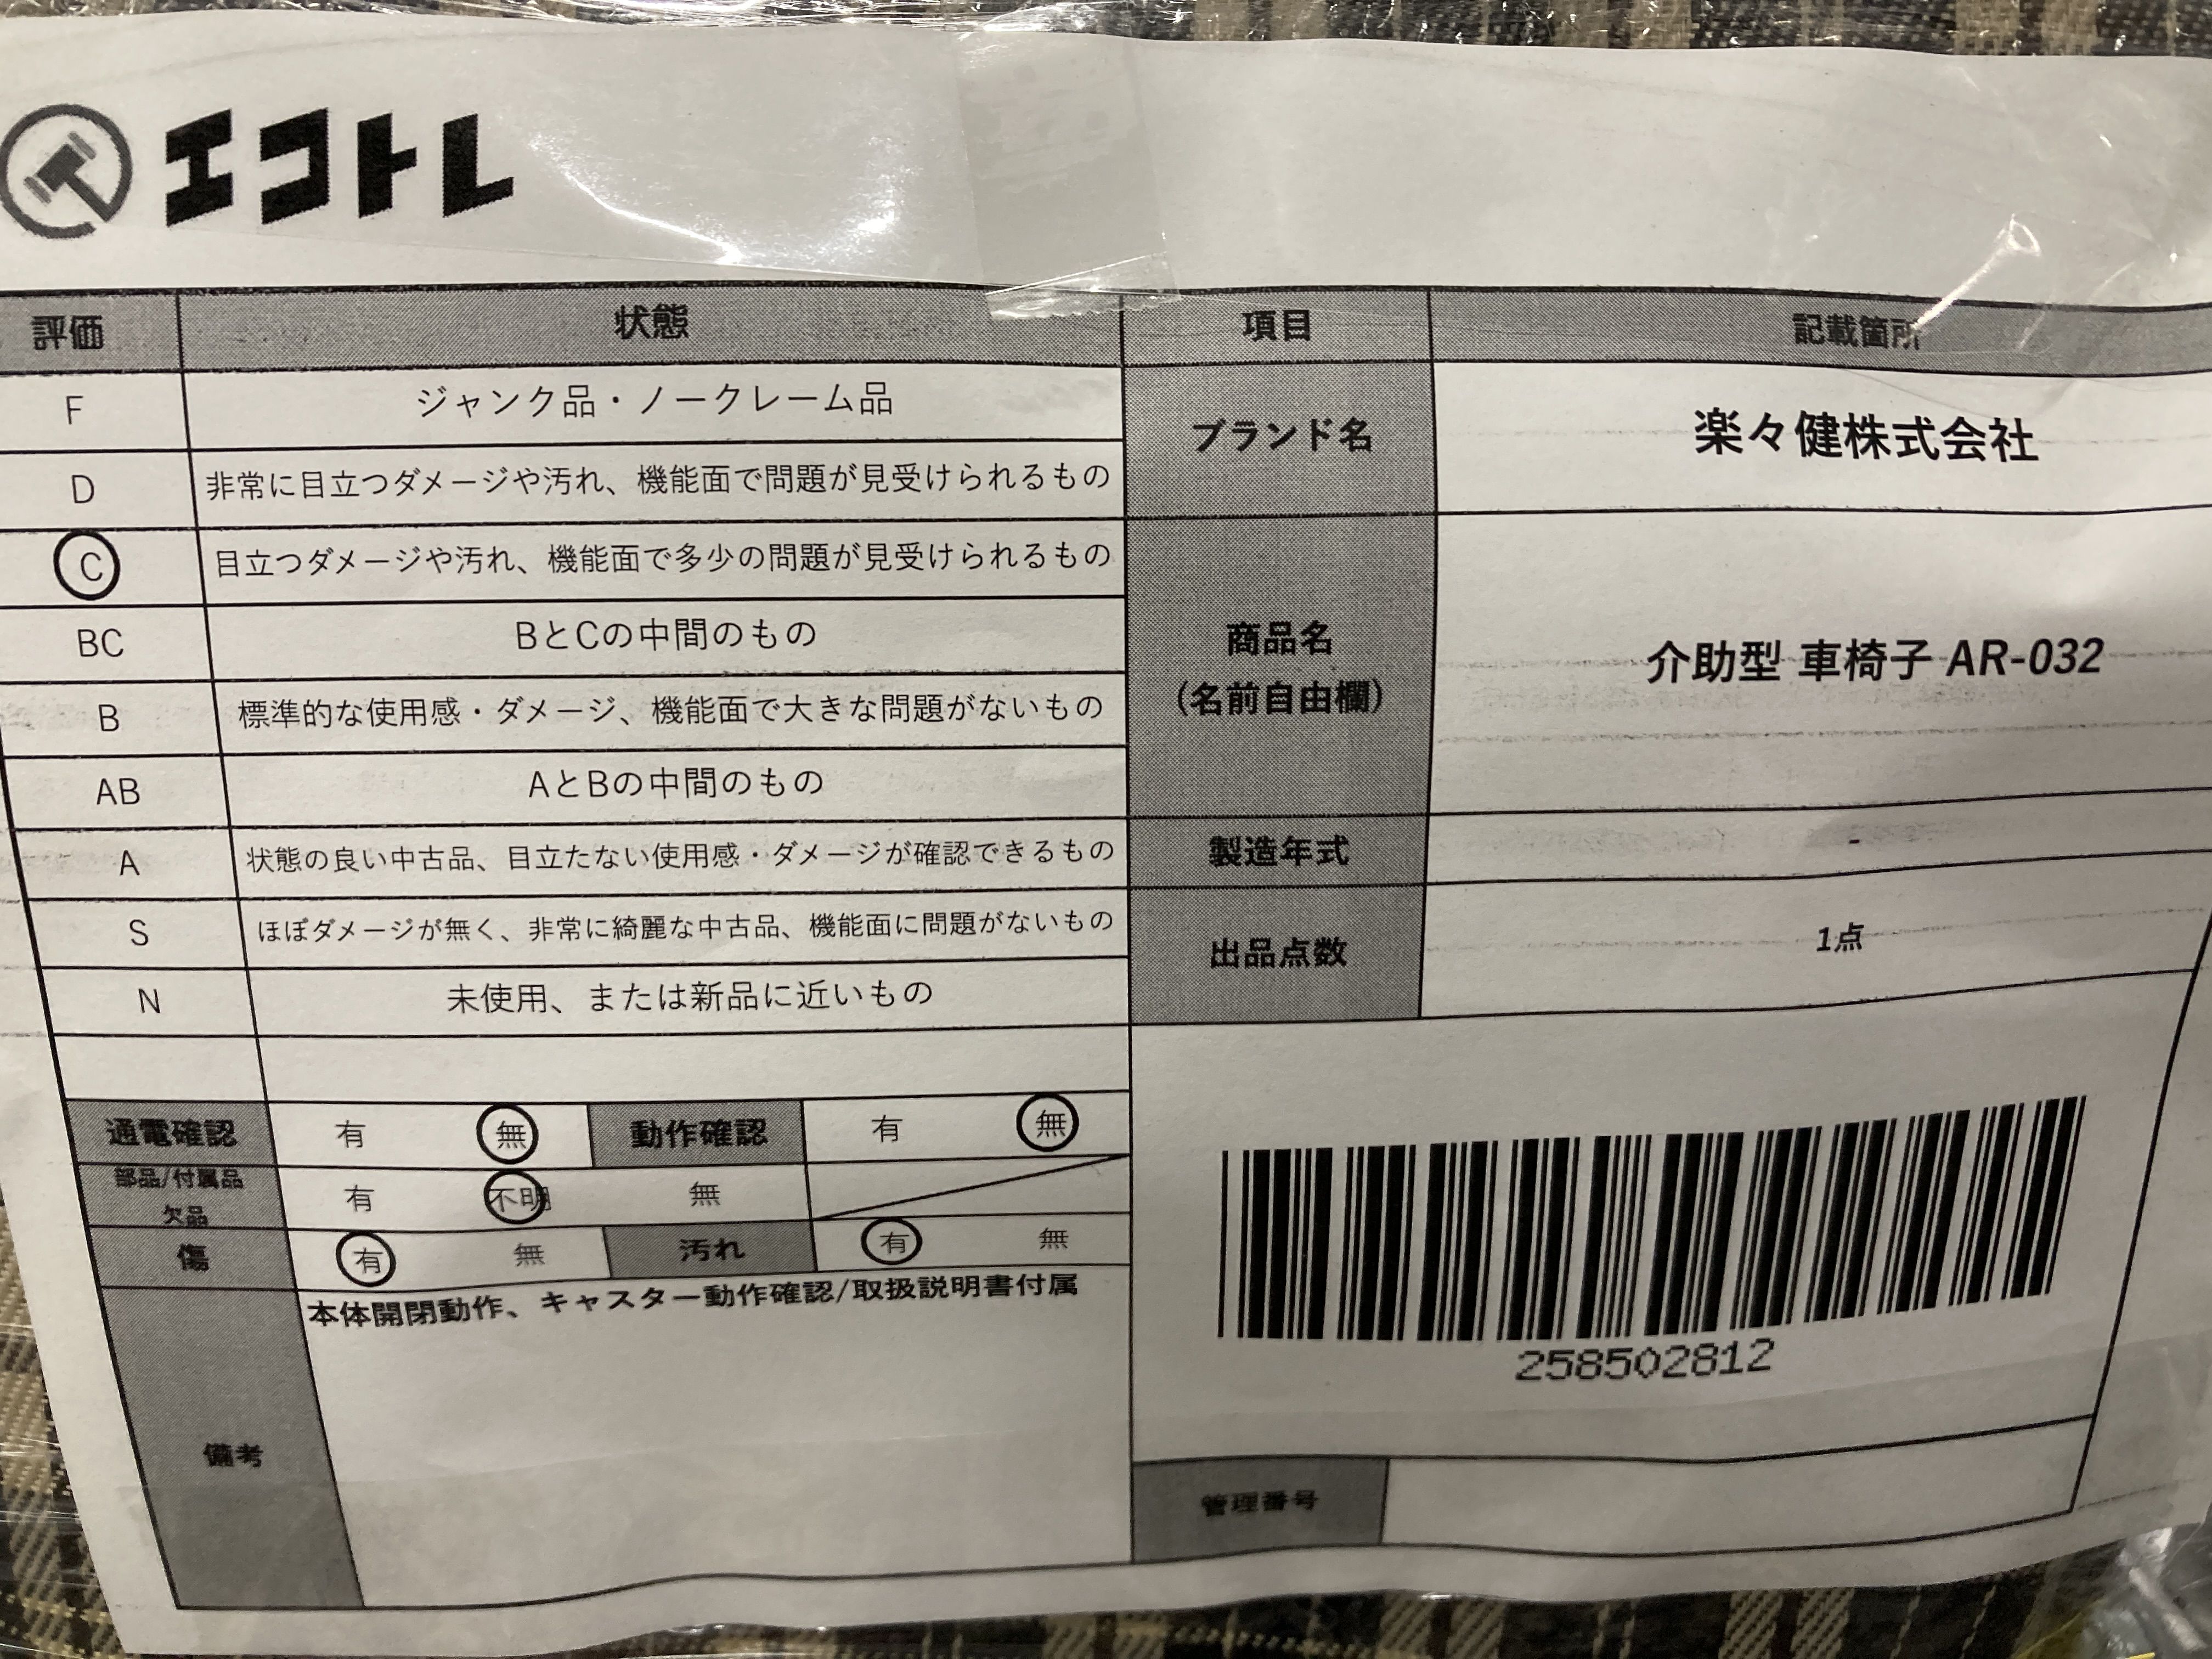 エコトレ
評価 状態 項目 記載箇所
F ジャンク品・ノークレーム品
D 非常に目立つダメージや汚れ、機能面で問題が見受けられるもの
C 目立つダメージや汚れ、機能面で多少の問題が見受けられるもの
BC BとCの中間のもの
B 標準的な使用感・ダメージ、機能面で大きな問題がないもの
AB AとBの中間のもの
A 状態の良い中古品、目立たない使用感・ダメージが確認できるもの
S ほぼダメージが無く、非常に綺麗な中古品、機能面に問題がないもの
N 未使用、または新品に近いもの
通電確認 有 無 動作確認 有 無
部品/付属品
欠品
有 不明 無
傷 有 無 汚れ 有 無
備考
本体開閉動作、キャスター動作確認/取扱説明書付属
ブランド名 楽々健株式会社
商品名
(名前自由欄)
介助型 車椅子 AR-032
製造年式 -
出品点数 1点
258502812
管理番号